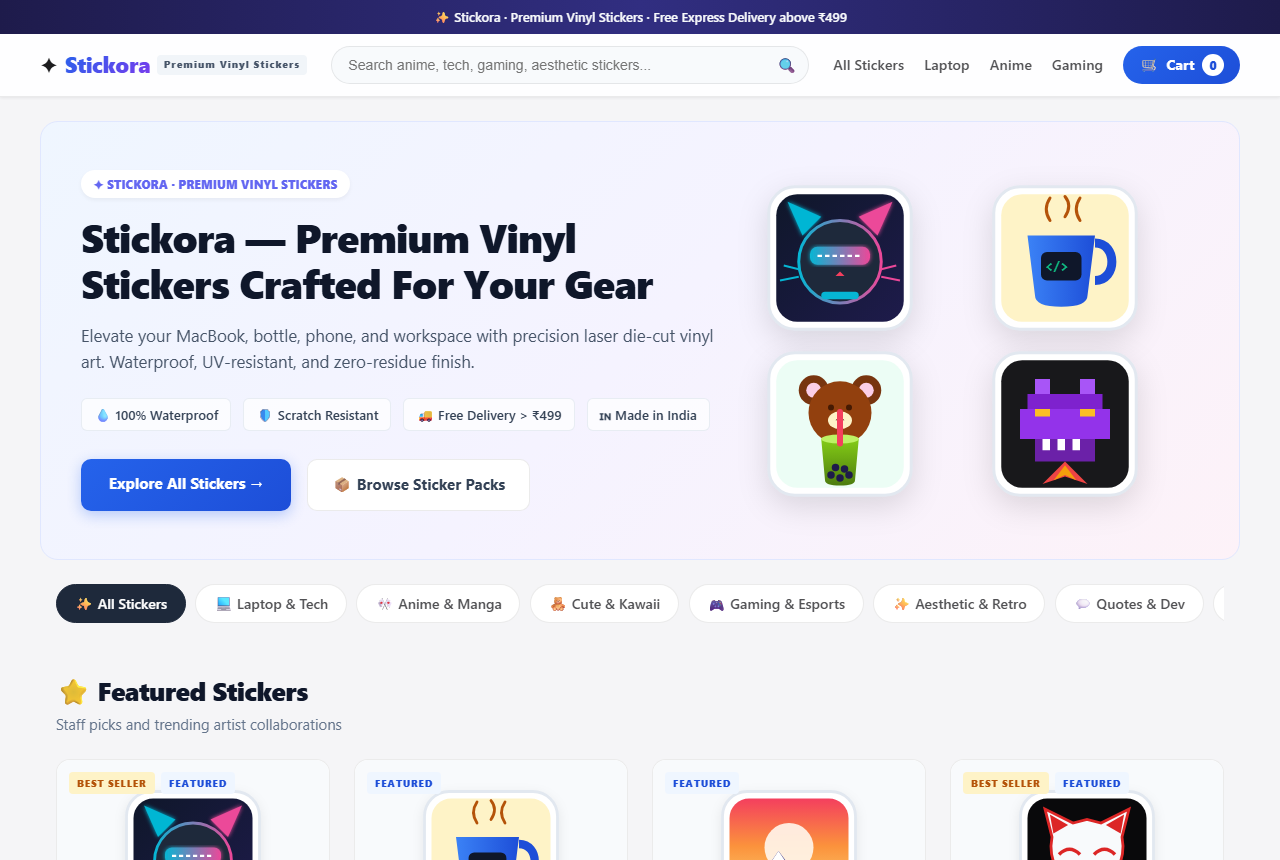 ✨ Stickora · Premium Vinyl Stickers · Free Express Delivery above ₹499
✦ Stickora Premium Vinyl Stickers
Search anime, tech, gaming, aesthetic stickers... 🔍
All Stickers Laptop Anime Gaming 🛒 Cart 0
✦ STICKORA · PREMIUM VINYL STICKERS
Stickora — Premium Vinyl
Stickers Crafted For Your Gear
Elevate your MacBook, bottle, phone, and workspace with precision laser die-cut vinyl
art. Waterproof, UV-resistant, and zero-residue finish.
💧 100% Waterproof 🛡️ Scratch Resistant 🚚 Free Delivery > ₹499 IN Made in India
Explore All Stickers → 📦 Browse Sticker Packs
</>
✨ All Stickers 💻 Laptop & Tech 🎌 Anime & Manga 🧸 Cute & Kawaii 🎮 Gaming & Esports ✨ Aesthetic & Retro 💬 Quotes & Dev
⭐ Featured Stickers
Staff picks and trending artist collaborations
BEST SELLER FEATURED
FEATURED
FEATURED
BEST SELLER FEATURED